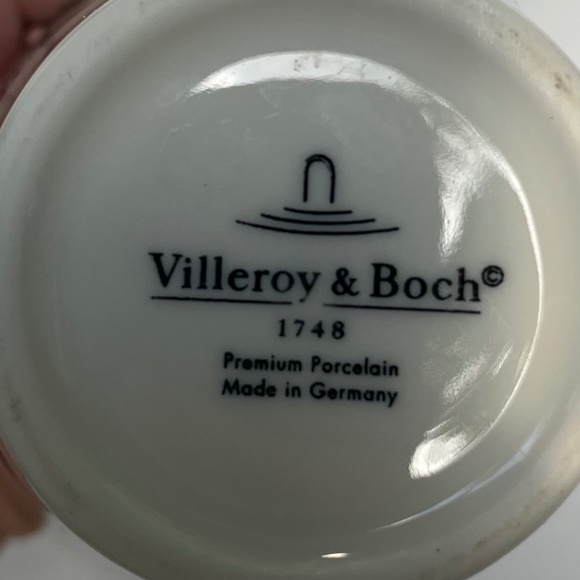 Villeroy & Boch©
1748
Premium Porcelain
Made in Germany